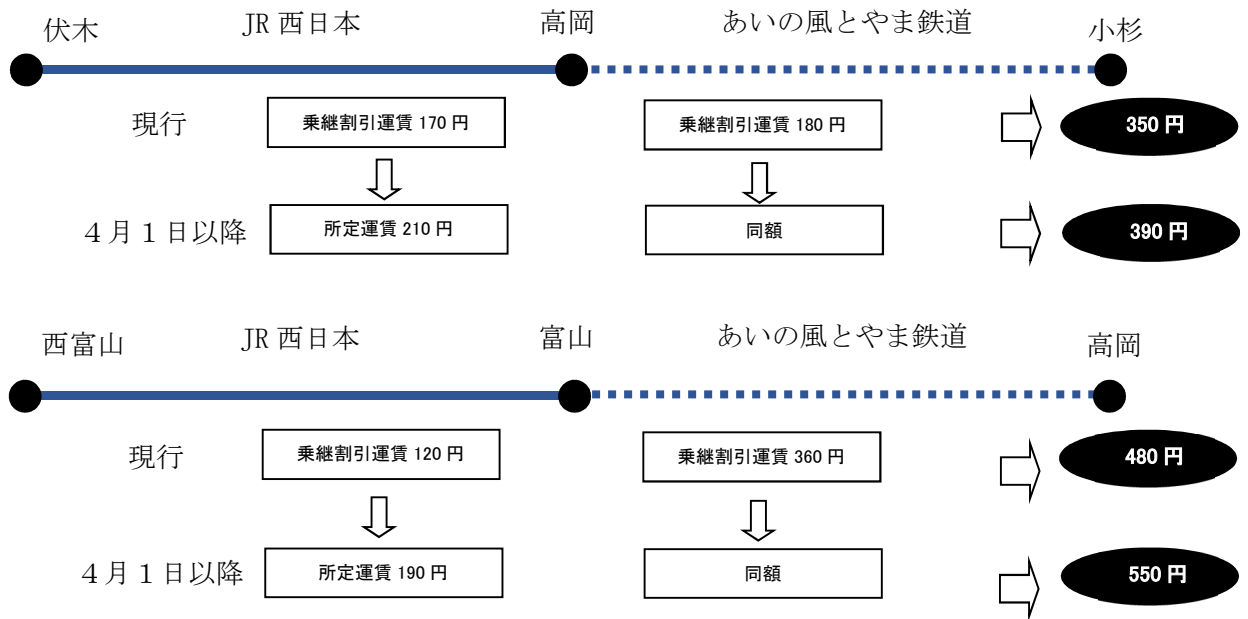 伏木 JR 西日本 高岡 あいの風とやま鉄道 小杉
現行 乗継割引運賃 170 円 乗継割引運賃 180 円 350 円
4月1日以降 所定運賃 210 円 同額 390 円
西富山 JR 西日本 富山 あいの風とやま鉄道 高岡
現行 乗継割引運賃 120 円 乗継割引運賃 360 円 480 円
4月1日以降 所定運賃 190 円 同額 550 円